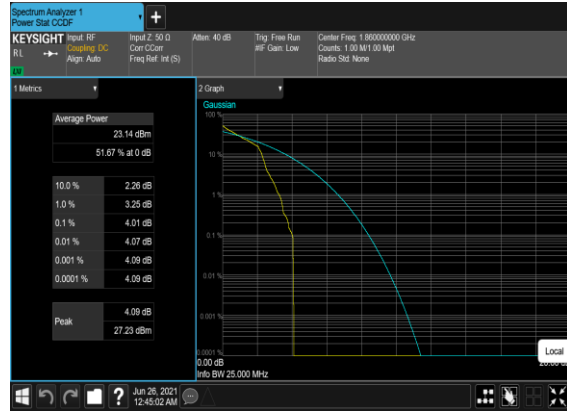 Spectrum Analyzer 1
Power Stat CCDF
KEYSIGHT
RL
Input: RF
Coupling: DC
Align: Auto
Input Z: 50 Ω
Corr CCorr
Freq Ref: Int (S)
Atten: 40 dB
Trig: Free Run
#IF Gain: Low
Center Freq: 1.860000000 GHz
Counts: 1.00 M/1.00 Mpt
Radio Std: None
1 Metrics
Average Power
23.14 dBm
51.67 % at 0 dB
10.0 % 2.26 dB
1.0 % 3.25 dB
0.1 % 4.01 dB
0.01 % 4.07 dB
0.001 % 4.09 dB
0.0001 % 4.09 dB
Peak 4.09 dB
27.23 dBm
2 Graph
Gaussian
100 %
10 %
1 %
0.1 %
0.01 %
0.001 %
0.0001 %
0.00 dB
Info BW 25.000 MHz
Local
Jun 26, 2021
12:45:02 AM